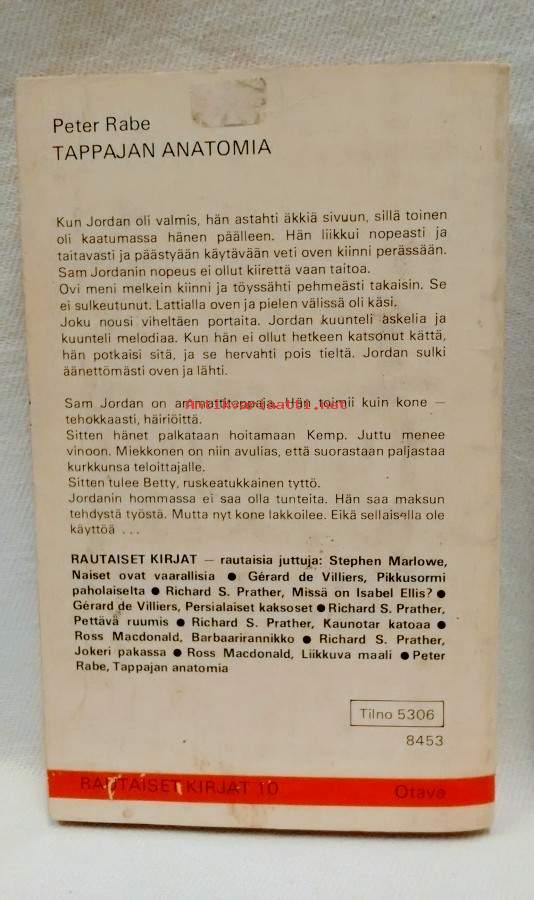 Peter Rabe
TAPPAJAN ANATOMIA
Kun Jordan oli valmis, hän astahti äkkiä sivuun, sillä toinen
oli kaatumassa hänen päälleen. Hän liikkui nopeasti ja
taitavasti ja päästyään käytävään veti oven kiinni perässään.
Sam Jordanin nopeus ei ollut kiirettä vaan taitoa.
Ovi meni melkein kiinni ja töyssähti pehmeästi takaisin. Se
ei sulkeutunut. Lattialla oven ja pielen välissä oli käsi.
Joku nousi viheltäen portaita. Jordan kuunteli askelia ja
kuunteli melodiaa. Kun hän ei ollut hetkeen katsonut kättä,
hän potkaisi sitä, ja se hervahti pois tieltä. Jordan sulki
äänettömästi oven ja lähti.
Sam Jordan on ammattitappaja. Hän toimii kuin kone —
Antikvariaatti.net
tehokkaasti, häiriöittä.
Sitten hänet palkataan hoitamaan Kemp. Juttu menee
vinoon. Miekkonen on niin avulias, että suorastaan paljastaa
kurkkunsa teloittajalle.
Sitten tulee Betty, ruskeatukkainen tyttö.
Jordanin hommassa ei saa olla tunteita. Hän saa maksun
tehdystä työstä. Mutta nyt kone lakkoilee. Eikä sellaisella ole
käyttöä ...
RAUTAISET KIRJAT — rautaisia juttuja: Stephen Marlowe,
Naiset ovat vaarallisia ● Gérard de Villiers, Pikkusormi
paholaiselta ● Richard S. Prather, Missä on Isabel Ellis? ●
Gérard de Villiers, Persialaiset kaksoset ● Richard S. Prather,
Pettävä ruumis ● Richard S. Prather, Kaunotar katoaa ●
Ross Macdonald, Barbaarirannikko ● Richard S. Prather,
Jokeri pakassa ● Ross Macdonald, Liikkuva maali ● Peter
Rabe, Tappajan anatomia
Tilno 5306
8453
RAUTAISET KIRJAT 10 Otava